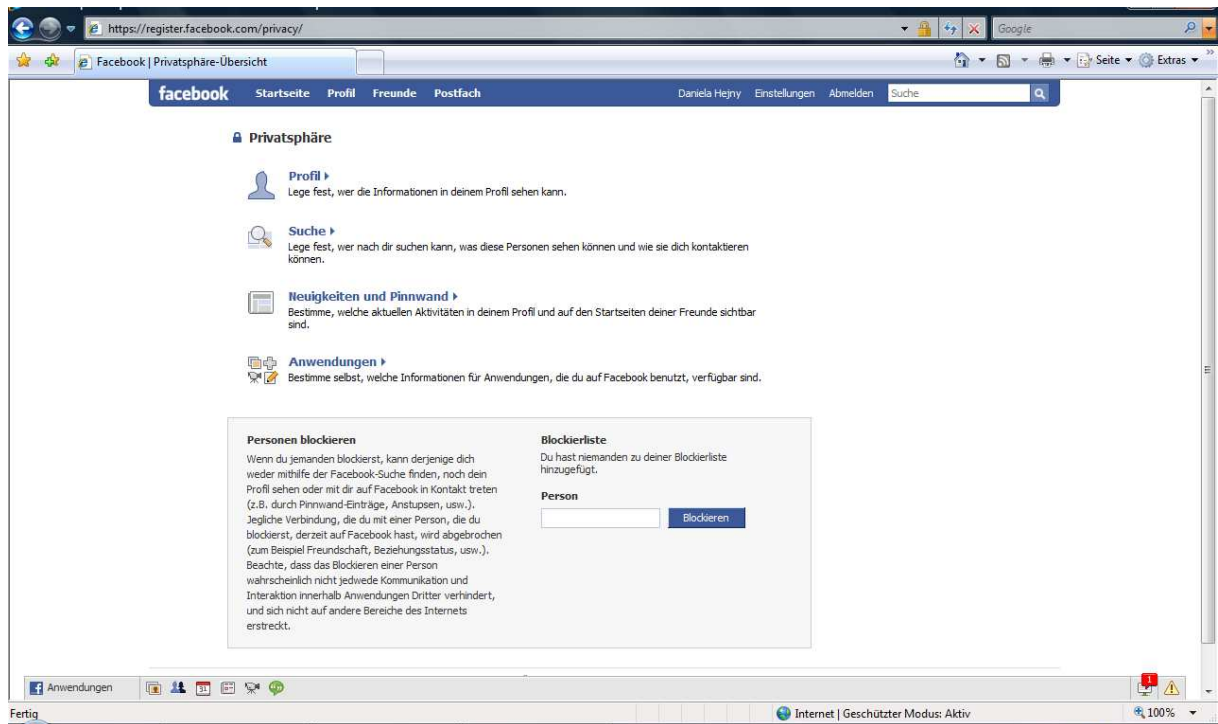 https://register.facebook.com/privacy/
Google
Facebook | Privatsphäre-Übersicht
Seite
Extras
facebook Startseite Profil Freunde Postfach Daniela Hejny Einstellungen Abmelden Suche
Privatsphäre
Profil
Lege fest, wer die Informationen in deinem Profil sehen kann.
Suche
Lege fest, wer nach dir suchen kann, was diese Personen sehen können und wie sie dich kontaktieren
können.
Neuigkeiten und Pinnwand
Bestimme, welche aktuellen Aktivitäten in deinem Profil und auf den Startseiten deiner Freunde sichtbar
sind.
Anwendungen
Bestimme selbst, welche Informationen für Anwendungen, die du auf Facebook benutzt, verfügbar sind.
Personen blockieren
Wenn du jemanden blockierst, kann derjenige dich
weder mithilfe der Facebook-Suche finden, noch dein
Profil sehen oder mit dir auf Facebook in Kontakt treten
(z.B. durch Pinnwand-Einträge, Anstupsen, usw.).
Jegliche Verbindung, die du mit einer Person, die du
blockierst, derzeit auf Facebook hast, wird abgebrochen
(zum Beispiel Freundschaft, Beziehungsstatus, usw.).
Beachte, dass das Blockieren einer Person
wahrscheinlich nicht jedwede Kommunikation und
Interaktion innerhalb Anwendungen Dritter verhindert,
und sich nicht auf andere Bereiche des Internets
erstreckt.
Blockierliste
Du hast niemanden zu deiner Blockierliste
hinzugefügt.
Person
Blockieren
Anwendungen
31
1
Fertig
Internet | Geschützter Modus: Aktiv
100%